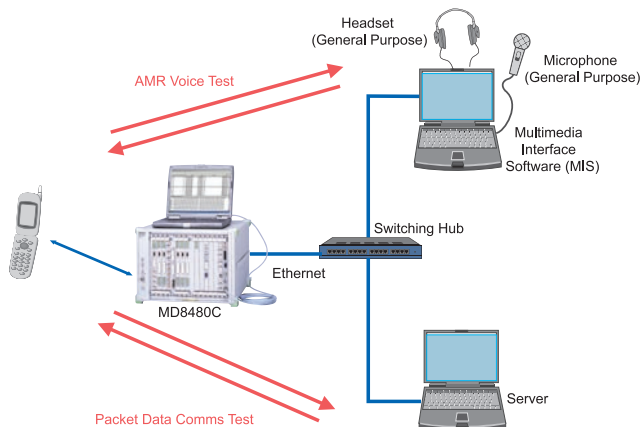 Headset
(General Purpose)
Microphone
(General Purpose)
AMR Voice Test
Multimedia
Interface
Software (MIS)
Switching Hub
Ethernet
MD8480C
Server
Packet Data Comms Test